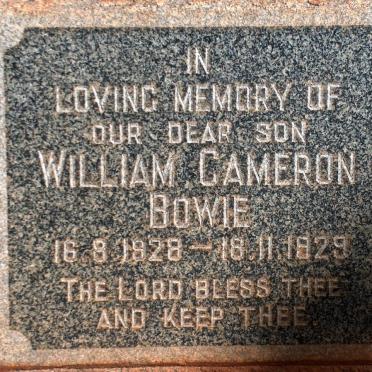 IN
LOVING MEMORY OF
OUR DEAR SON
WILLIAM CAMERON
BOWIE
16.8.1928 — 18.11.1929
THE LORD BLESS THEE
AND KEEP THEE.